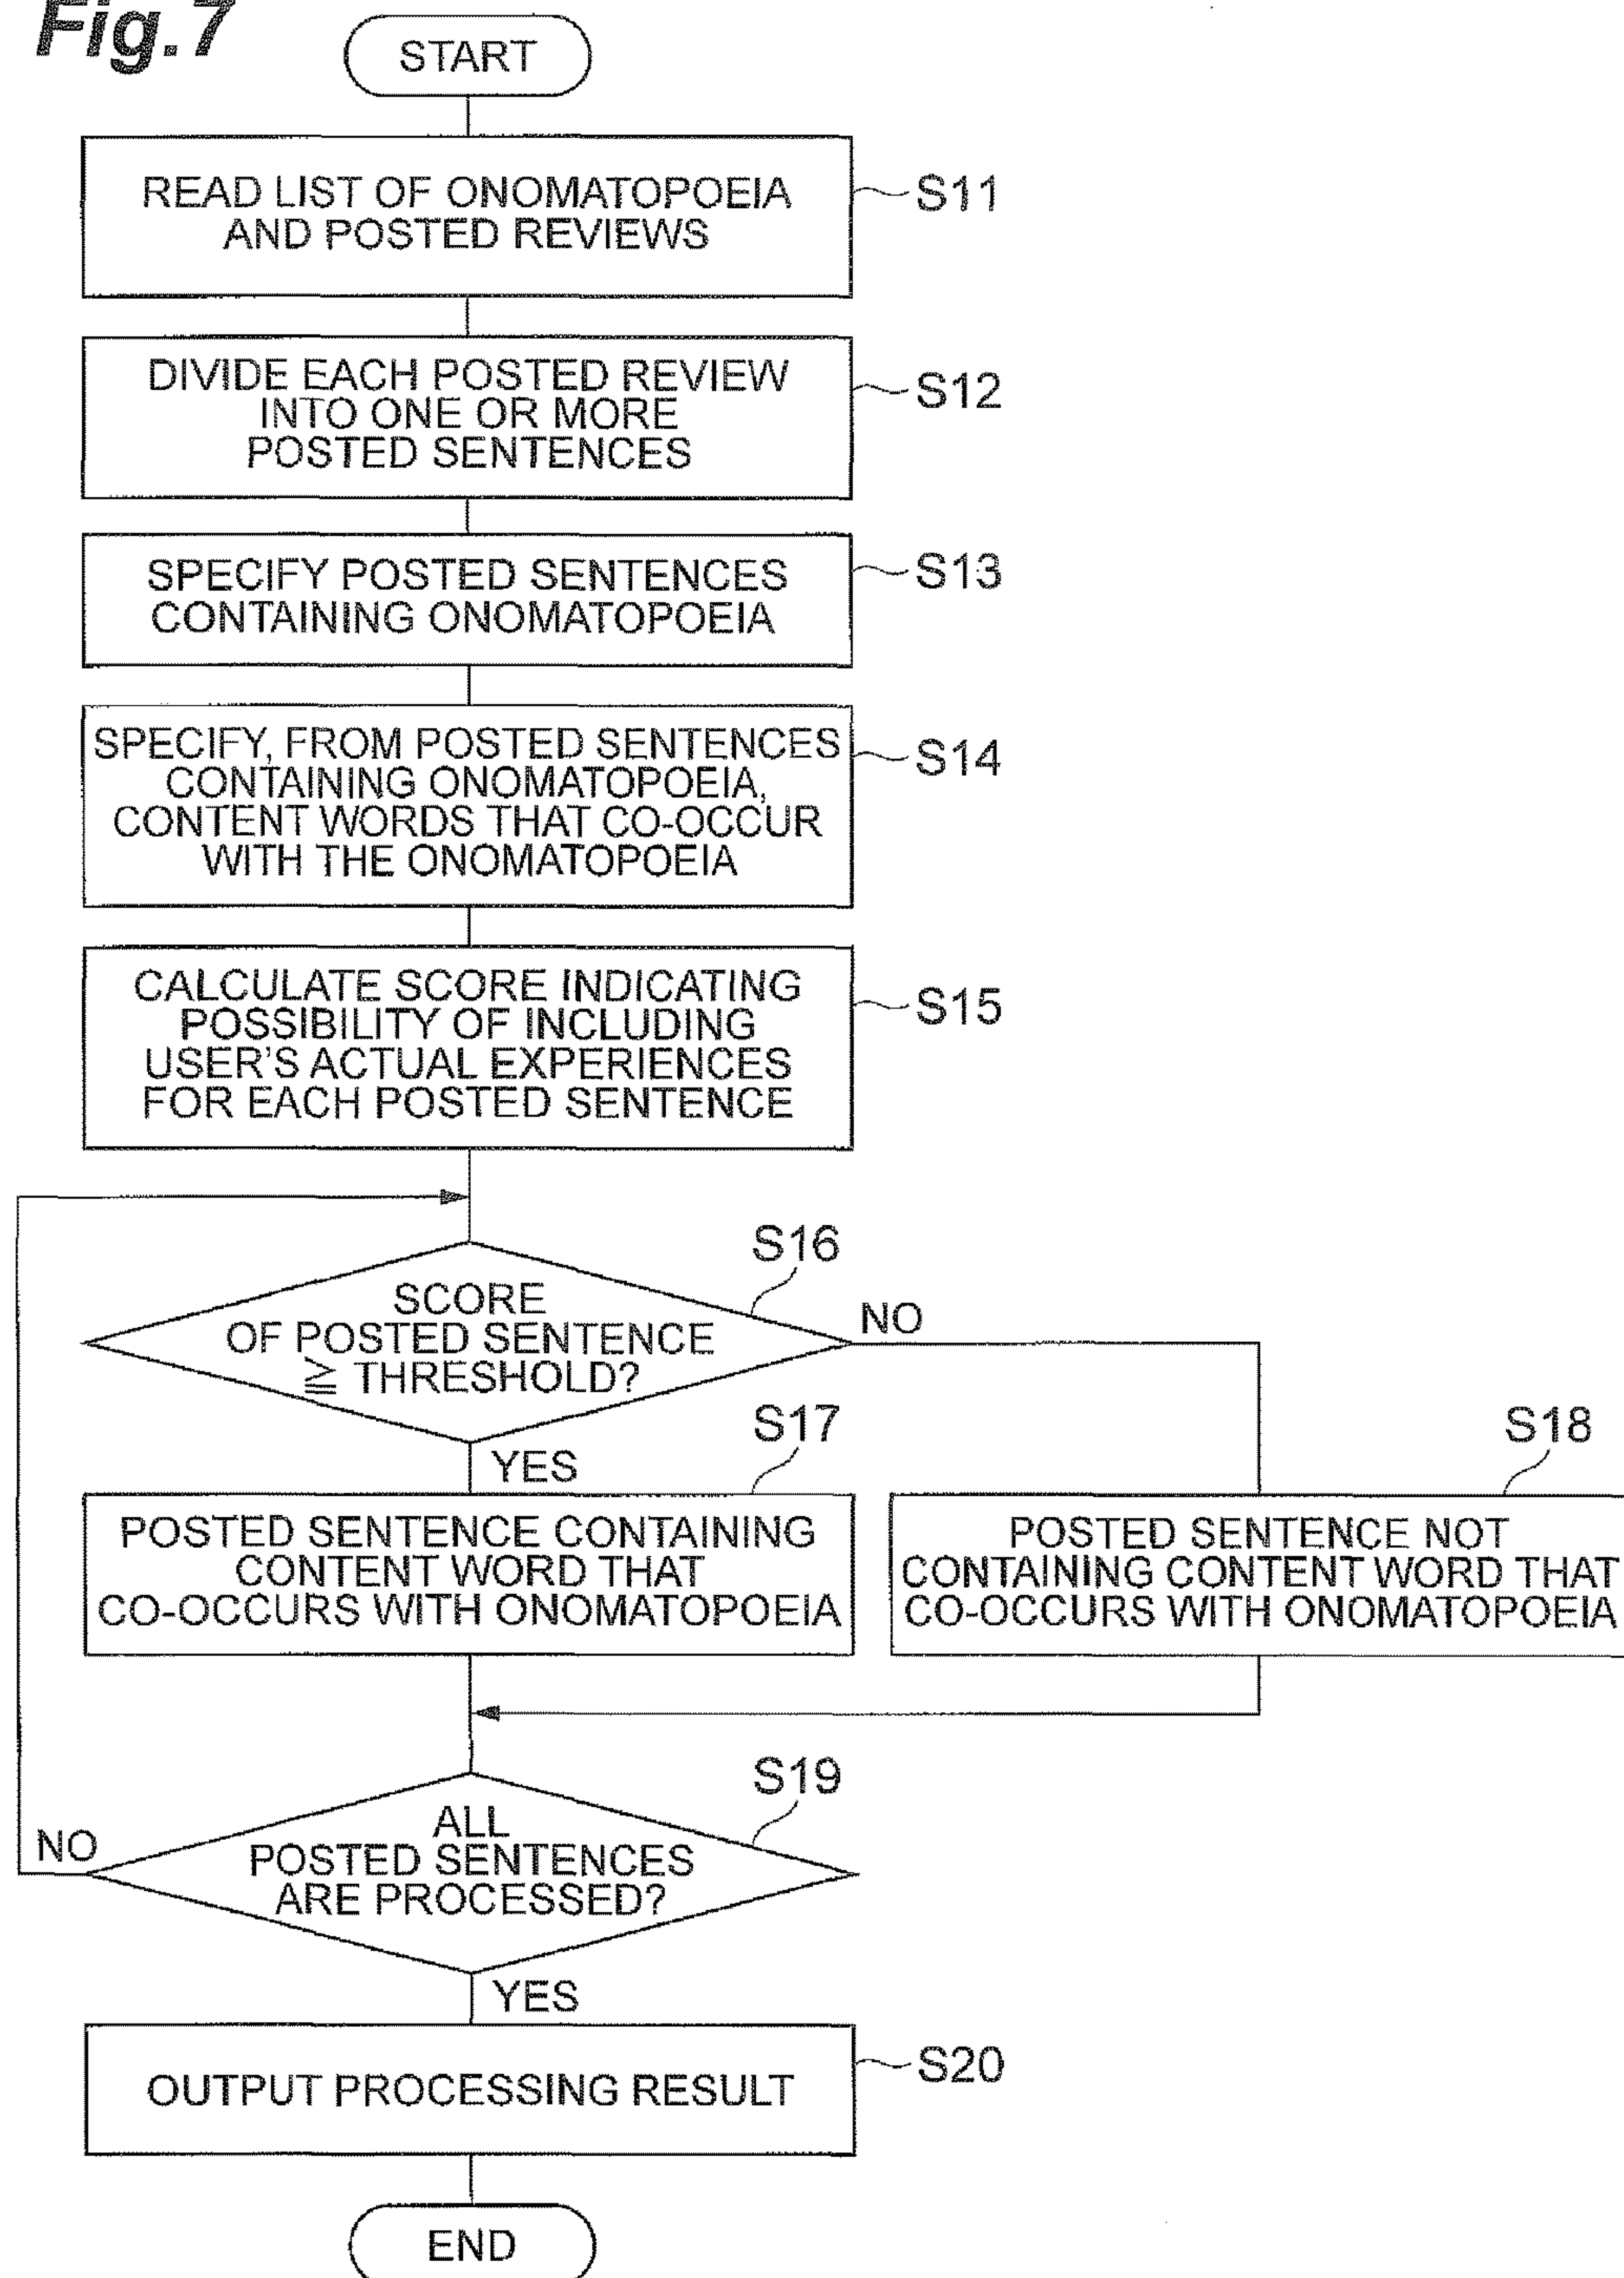 Fig.7
START
READ LIST OF ONOMATOPOEIA
AND POSTED REVIEWS
S11
DIVIDE EACH POSTED REVIEW
INTO ONE OR MORE
POSTED SENTENCES
S12
SPECIFY POSTED SENTENCES
CONTAINING ONOMATOPOEIA
S13
SPECIFY, FROM POSTED SENTENCES
CONTAINING ONOMATOPOEIA,
CONTENT WORDS THAT CO-OCCUR
WITH THE ONOMATOPOEIA
S14
CALCULATE SCORE INDICATING
POSSIBILITY OF INCLUDING
USER'S ACTUAL EXPERIENCES
FOR EACH POSTED SENTENCE
S15
S16
SCORE
OF POSTED SENTENCE
≧ THRESHOLD?
NO
YES
S17
POSTED SENTENCE CONTAINING
CONTENT WORD THAT
CO-OCCURS WITH ONOMATOPOEIA
S18
POSTED SENTENCE NOT
CONTAINING CONTENT WORD THAT
CO-OCCURS WITH ONOMATOPOEIA
S19
ALL
POSTED SENTENCES
ARE PROCESSED?
NO
YES
OUTPUT PROCESSING RESULT
S20
END